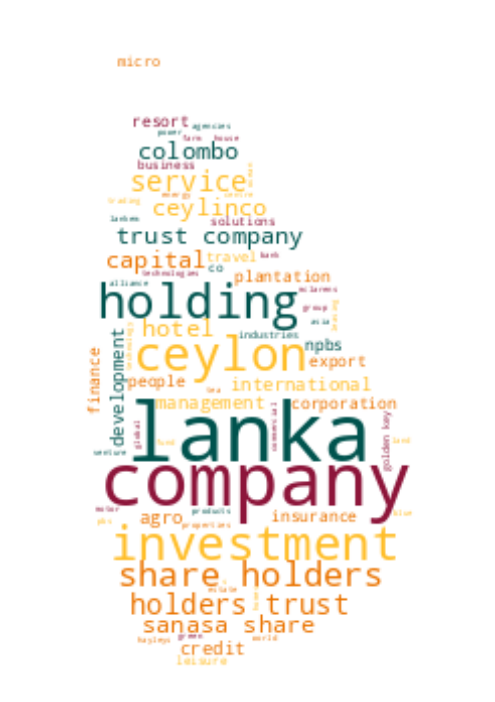 micro
resort agencies
power
farm house
colombo
business
service
energy
trading
ceylinco
lanken
solutions
trust company
capital travel bank
co
technologies plantation
alliance
holding
mclarens
group
hotel asia
industries
ceylon npbs
export
development
finance
people tea international
management corporation
lanka
global
fund
commercial
golden key
land
venture
company
motor
products
pbs agro insurance blue
properties
investment
share holders
estate
holders trust
sanasa share
hayleys green world
credit
leisure